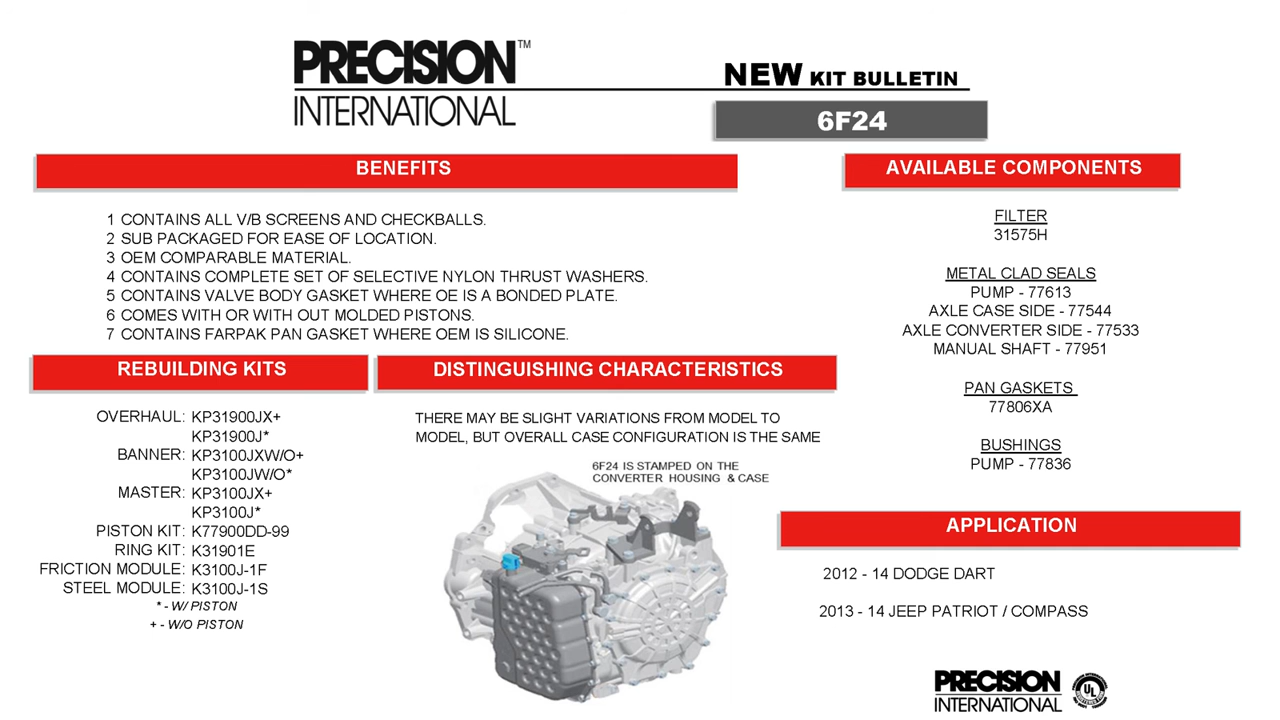 PRECISION™
INTERNATIONAL
NEW KIT BULLETIN
6F24
BENEFITS
1 CONTAINS ALL V/B SCREENS AND CHECKBALLS.
2 SUB PACKAGED FOR EASE OF LOCATION.
3 OEM COMPARABLE MATERIAL.
4 CONTAINS COMPLETE SET OF SELECTIVE NYLON THRUST WASHERS.
5 CONTAINS VALVE BODY GASKET WHERE OE IS A BONDED PLATE.
6 COMES WITH OR WITH OUT MOLDED PISTONS.
7 CONTAINS FARPAK PAN GASKET WHERE OEM IS SILICONE.
AVAILABLE COMPONENTS
FILTER
31575H
METAL CLAD SEALS
PUMP - 77613
AXLE CASE SIDE - 77544
AXLE CONVERTER SIDE - 77533
MANUAL SHAFT - 77951
PAN GASKETS
77806XA
BUSHINGS
PUMP - 77836
REBUILDING KITS
OVERHAUL: KP31900JX+
KP31900J*
BANNER: KP3100JXW/O+
KP3100JW/O*
MASTER: KP3100JX+
KP3100J*
PISTON KIT: K77900DD-99
RING KIT: K31901E
FRICTION MODULE: K3100J-1F
STEEL MODULE: K3100J-1S
* - W/ PISTON
+ - W/O PISTON
DISTINGUISHING CHARACTERISTICS
THERE MAY BE SLIGHT VARIATIONS FROM MODEL TO
MODEL, BUT OVERALL CASE CONFIGURATION IS THE SAME
6F24 IS STAMPED ON THE
CONVERTER HOUSING & CASE
APPLICATION
2012 - 14 DODGE DART
2013 - 14 JEEP PATRIOT / COMPASS
PRECISION
INTERNATIONAL
UL